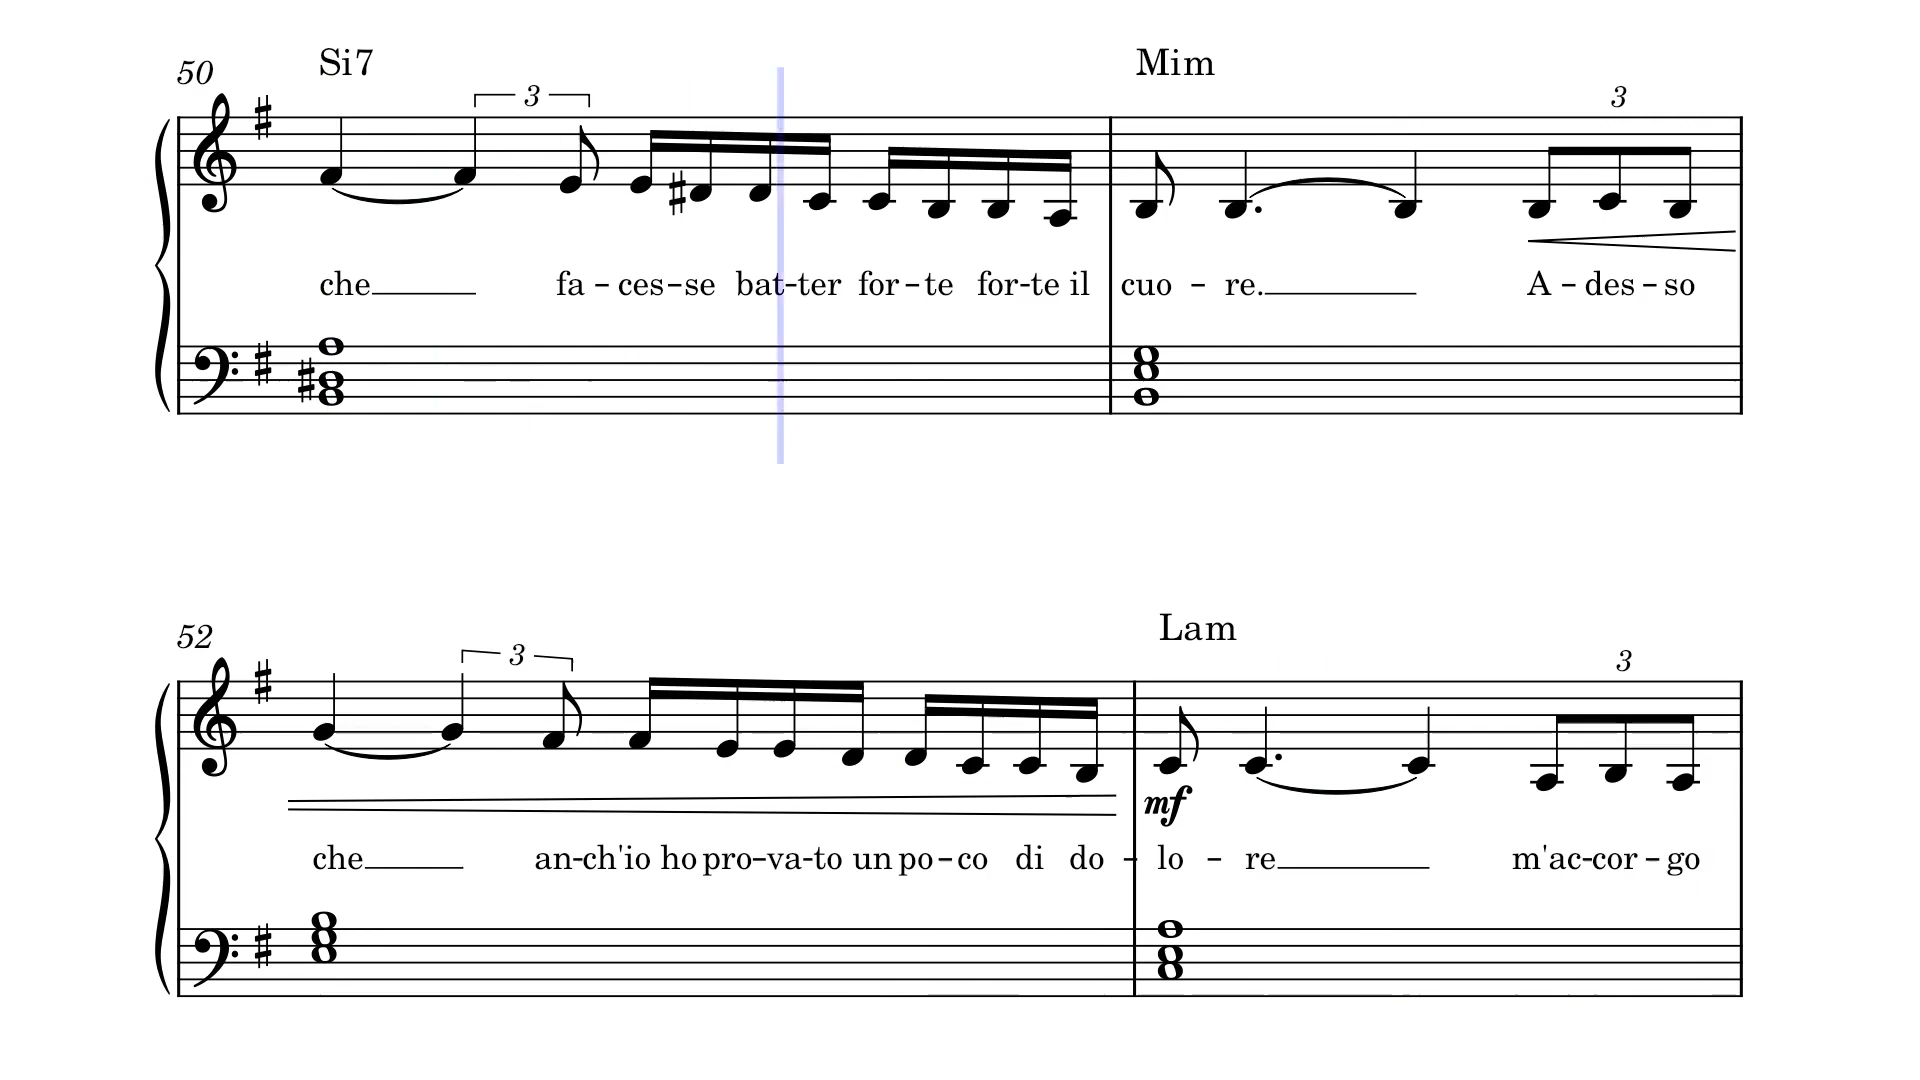 50 Si7 Mim
3 3
che fa-ces-se bat-ter for-te for-te il cuo-re. A-des-so
52 Lam
3 3
mf
che an-ch'io ho pro-va-to un po-co di do-lo-re m'ac-cor-go